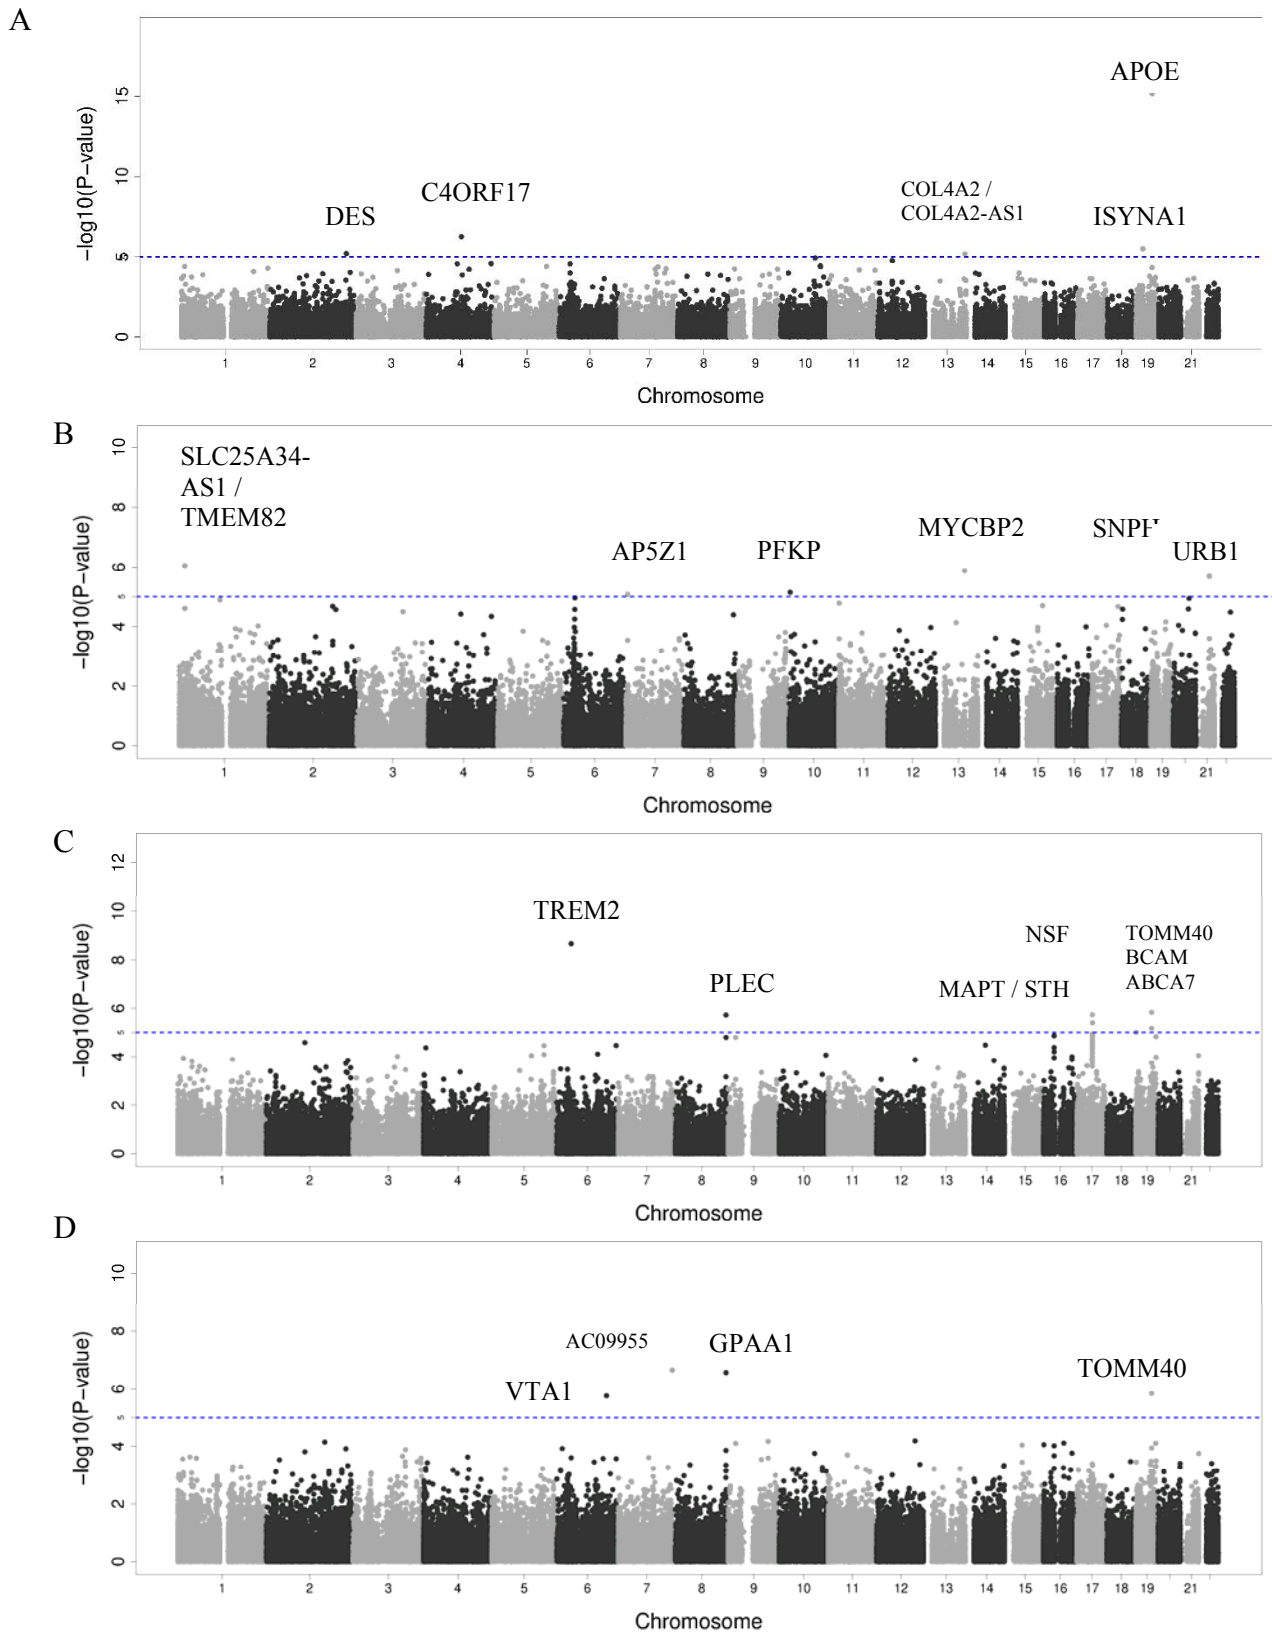 A
APOE
C4ORF17
DES
COL4A2 /
COL4A2-AS1
ISYNA1
−log10(P−value)
15
10
5
0
1 2 3 4 5 6 7 8 9 10 11 12 13 14 15 16 17 18 19 21
Chromosome
B
SLC25A34-
AS1 /
TMEM82
AP5Z1
PFKP
MYCBP2
URB1
−log10(P−value)
10
8
6
5
4
2
0
1 2 3 4 5 6 7 8 9 10 11 12 13 14 15 16 17 18 19 21
Chromosome
C
TREM2
PLEC
NSF
MAPT / STH
TOMM40
BCAM
ABCA7
−log10(P−value)
12
10
8
6
5
4
2
0
1 2 3 4 5 6 7 8 9 10 11 12 13 14 15 16 17 18 19 21
Chromosome
D
AC09955
GPAA1
VTA1
TOMM40
−log10(P−value)
10
8
6
5
4
2
0
1 2 3 4 5 6 7 8 9 10 11 12 13 14 15 16 17 18 19 21
Chromosome